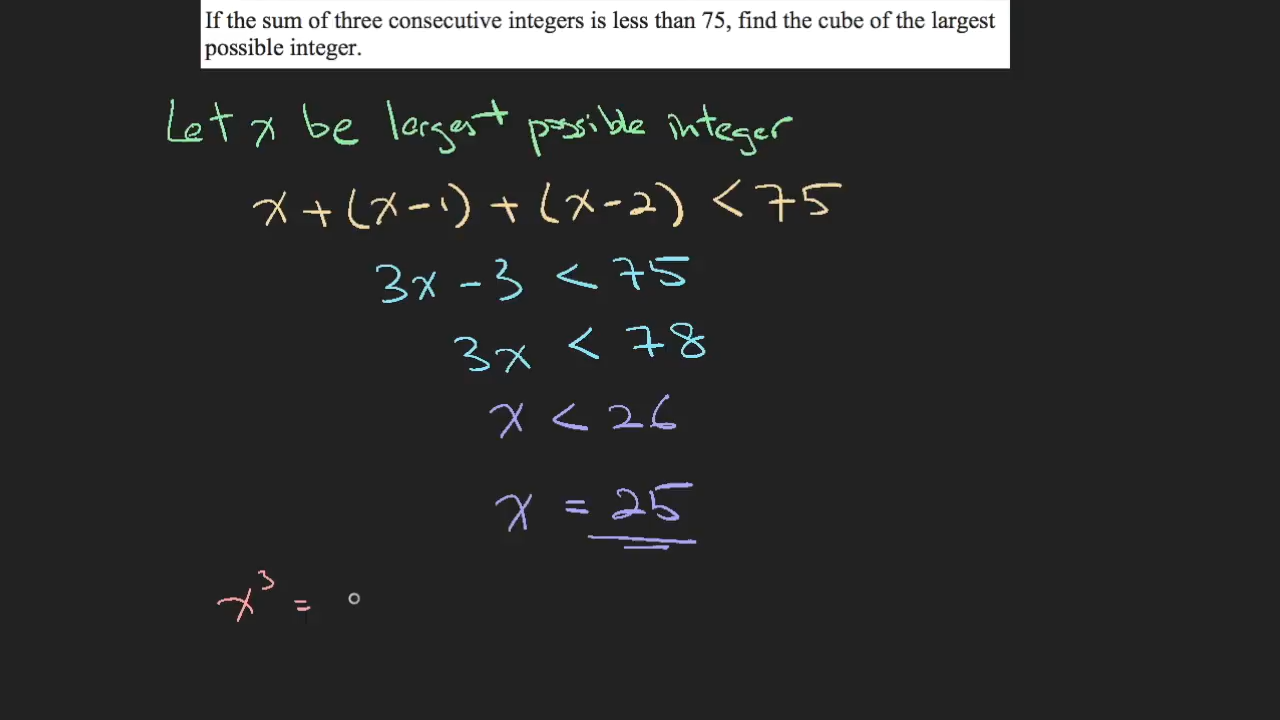 If the sum of three consecutive integers is less than 75, find the cube of the largest
possible integer.
Let x be largest possible integer
x + (x - 1) + (x - 2) < 75
3x - 3 < 75
3x < 78
x < 26
x = 25
x³ =